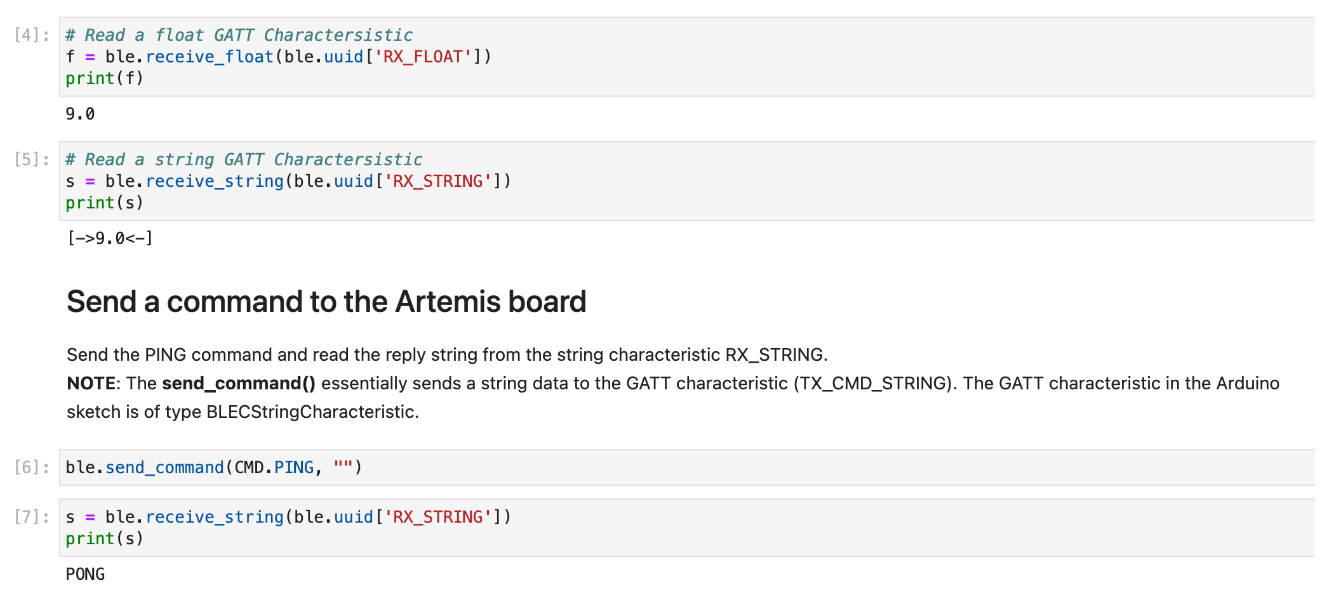 [4]: # Read a float GATT Charactersistic
f = ble.receive_float(ble.uuid['RX_FLOAT'])
print(f)
9.0
[5]: # Read a string GATT Charactersistic
s = ble.receive_string(ble.uuid['RX_STRING'])
print(s)
[->9.0<-]
Send a command to the Artemis board
Send the PING command and read the reply string from the string characteristic RX_STRING.
NOTE: The send_command() essentially sends a string data to the GATT characteristic (TX_CMD_STRING). The GATT characteristic in the Arduino
sketch is of type BLECStringCharacteristic.
[6]: ble.send_command(CMD.PING, "")
[7]: s = ble.receive_string(ble.uuid['RX_STRING'])
print(s)
PONG